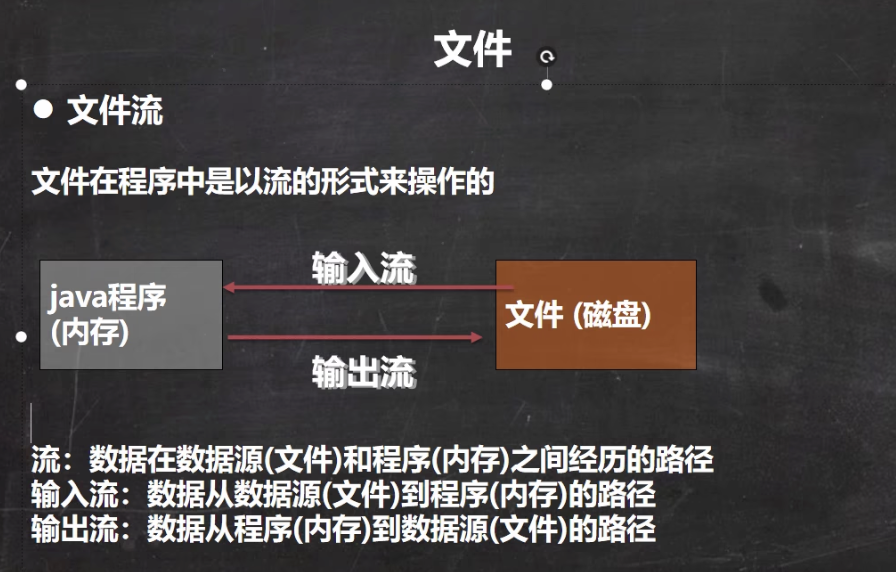 文件
● 文件流
文件在程序中是以流的形式来操作的
输入流
java程序
(内存)
文件 (磁盘)
输出流
流：数据在数据源(文件)和程序(内存)之间经历的路径
输入流：数据从数据源(文件)到程序(内存)的路径
输出流：数据从程序(内存)到数据源(文件)的路径